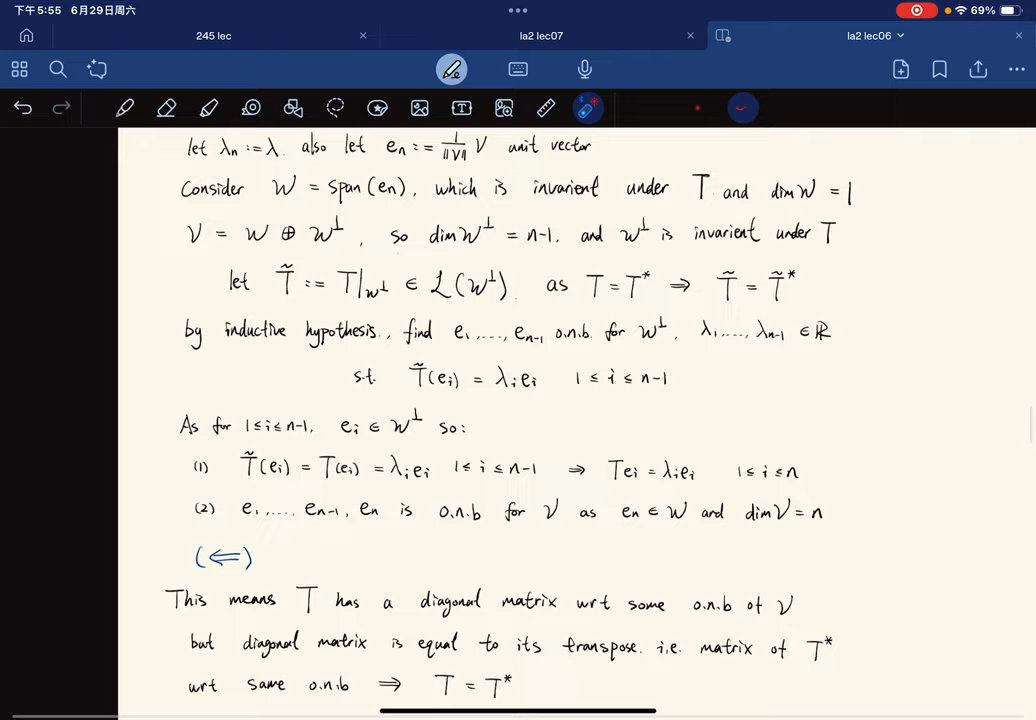 下午5:55 6月29日周六
69%
245 lec
la2 lec07
la2 lec06
let λₙ := λ. also let eₙ := 1/‖v‖ v unit vector
Consider W = span(eₙ), which is invariant under T and dim W = 1
V = W ⊕ W^⊥, so dim W^⊥ = n-1, and W^⊥ is invariant under T
let T̃ := T|_{W^⊥} ∈ ℒ(W^⊥). as T = T* ⇒ T̃ = T̃*
by inductive hypothesis, find e₁, ..., eₙ₋₁ o.n.b. for W^⊥, λ₁, ..., λₙ₋₁ ∈ ℝ
s.t. T̃(eᵢ) = λᵢeᵢ 1 ≤ i ≤ n-1
As for 1 ≤ i ≤ n-1, eᵢ ∈ W^⊥ so:
(1) T̃(eᵢ) = T(eᵢ) = λᵢeᵢ 1 ≤ i ≤ n-1 ⇒ Teᵢ = λᵢeᵢ 1 ≤ i ≤ n
(2) e₁, ..., eₙ₋₁, eₙ is o.n.b for V as eₙ ∈ W and dim V = n
(⇐)
This means T has a diagonal matrix wrt some o.n.b of V
but diagonal matrix is equal to its transpose. i.e. matrix of T*
wrt same o.n.b ⇒ T = T*